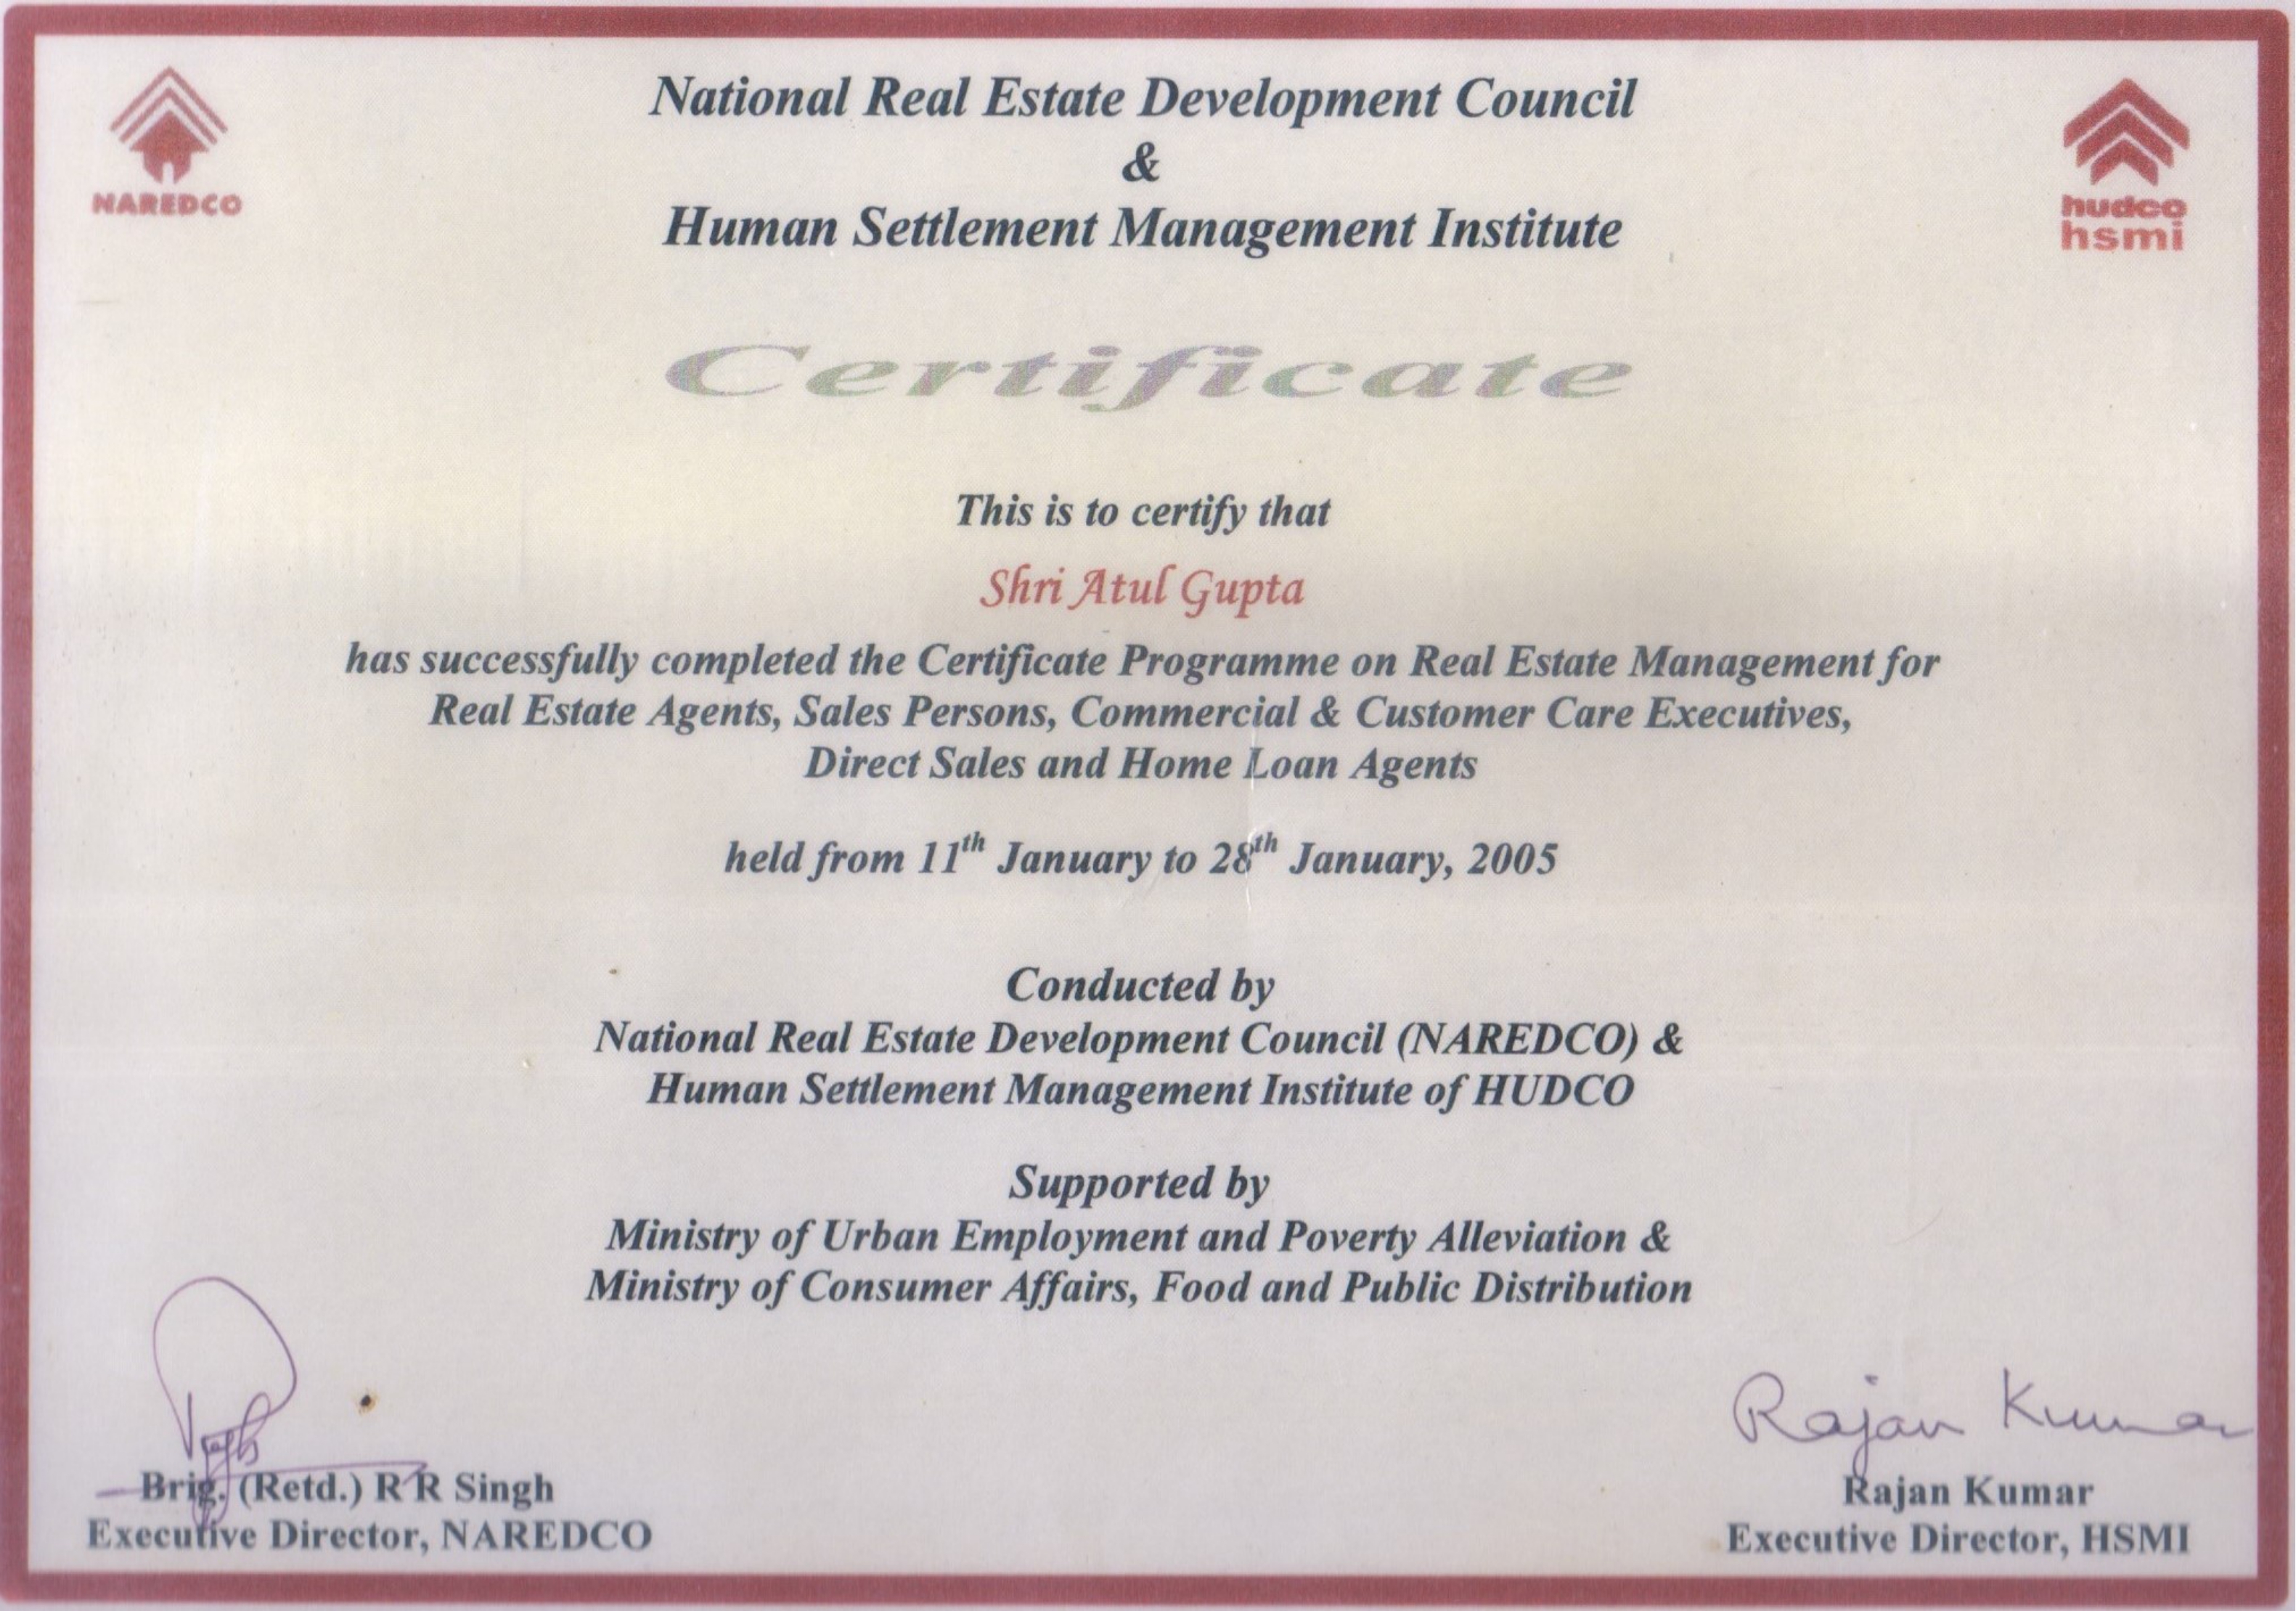 National Real Estate Development Council
&
Human Settlement Management Institute
NAREDCO
hudco
hsmi
Certificate
This is to certify that
Shri Atul Gupta
has successfully completed the Certificate Programme on Real Estate Management for
Real Estate Agents, Sales Persons, Commercial & Customer Care Executives,
Direct Sales and Home Loan Agents
held from 11th January to 28th January, 2005
Conducted by
National Real Estate Development Council (NAREDCO) &
Human Settlement Management Institute of HUDCO
Supported by
Ministry of Urban Employment and Poverty Alleviation &
Ministry of Consumer Affairs, Food and Public Distribution
Brig. (Retd.) R R Singh
Executive Director, NAREDCO
Rajan Kumar
Rajan Kumar
Executive Director, HSMI